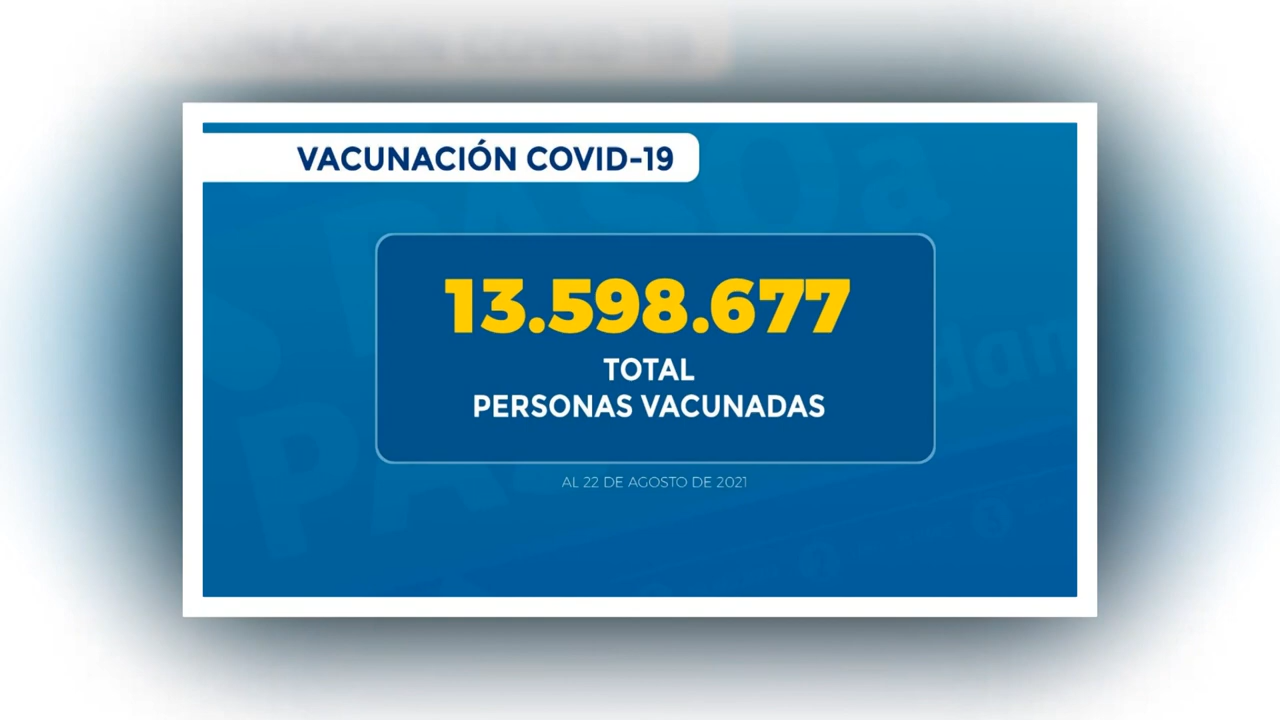 VACUNACIÓN COVID-19
13.598.677
TOTAL
PERSONAS VACUNADAS
AL 22 DE AGOSTO DE 2021